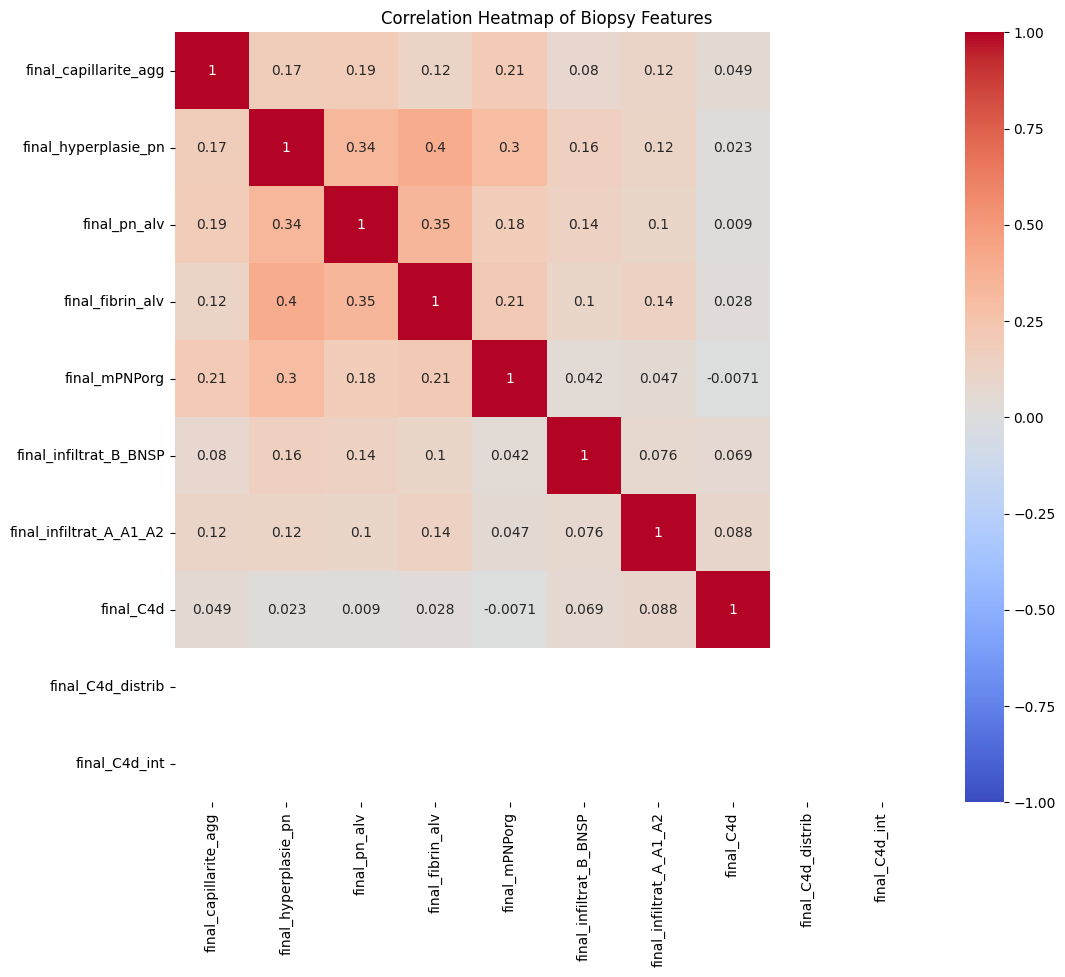 Correlation Heatmap of Biopsy Features
final_capillarite_agg 1 0.17 0.19 0.12 0.21 0.08 0.12 0.049
final_hyperplasie_pn 0.17 1 0.34 0.4 0.3 0.16 0.12 0.023
final_pn_alv 0.19 0.34 1 0.35 0.18 0.14 0.1 0.009
final_fibrin_alv 0.12 0.4 0.35 1 0.21 0.1 0.14 0.028
final_mPNPorg 0.21 0.3 0.18 0.21 1 0.042 0.047 -0.0071
final_infiltrat_B_BNSP 0.08 0.16 0.14 0.1 0.042 1 0.076 0.069
final_infiltrat_A_A1_A2 0.12 0.12 0.1 0.14 0.047 0.076 1 0.088
final_C4d 0.049 0.023 0.009 0.028 -0.0071 0.069 0.088 1
final_C4d_distrib
final_C4d_int
final_capillarite_agg
final_hyperplasie_pn
final_pn_alv
final_fibrin_alv
final_mPNPorg
final_infiltrat_B_BNSP
final_infiltrat_A_A1_A2
final_C4d
final_C4d_distrib
final_C4d_int
1.00
0.75
0.50
0.25
0.00
−0.25
−0.50
−0.75
−1.00